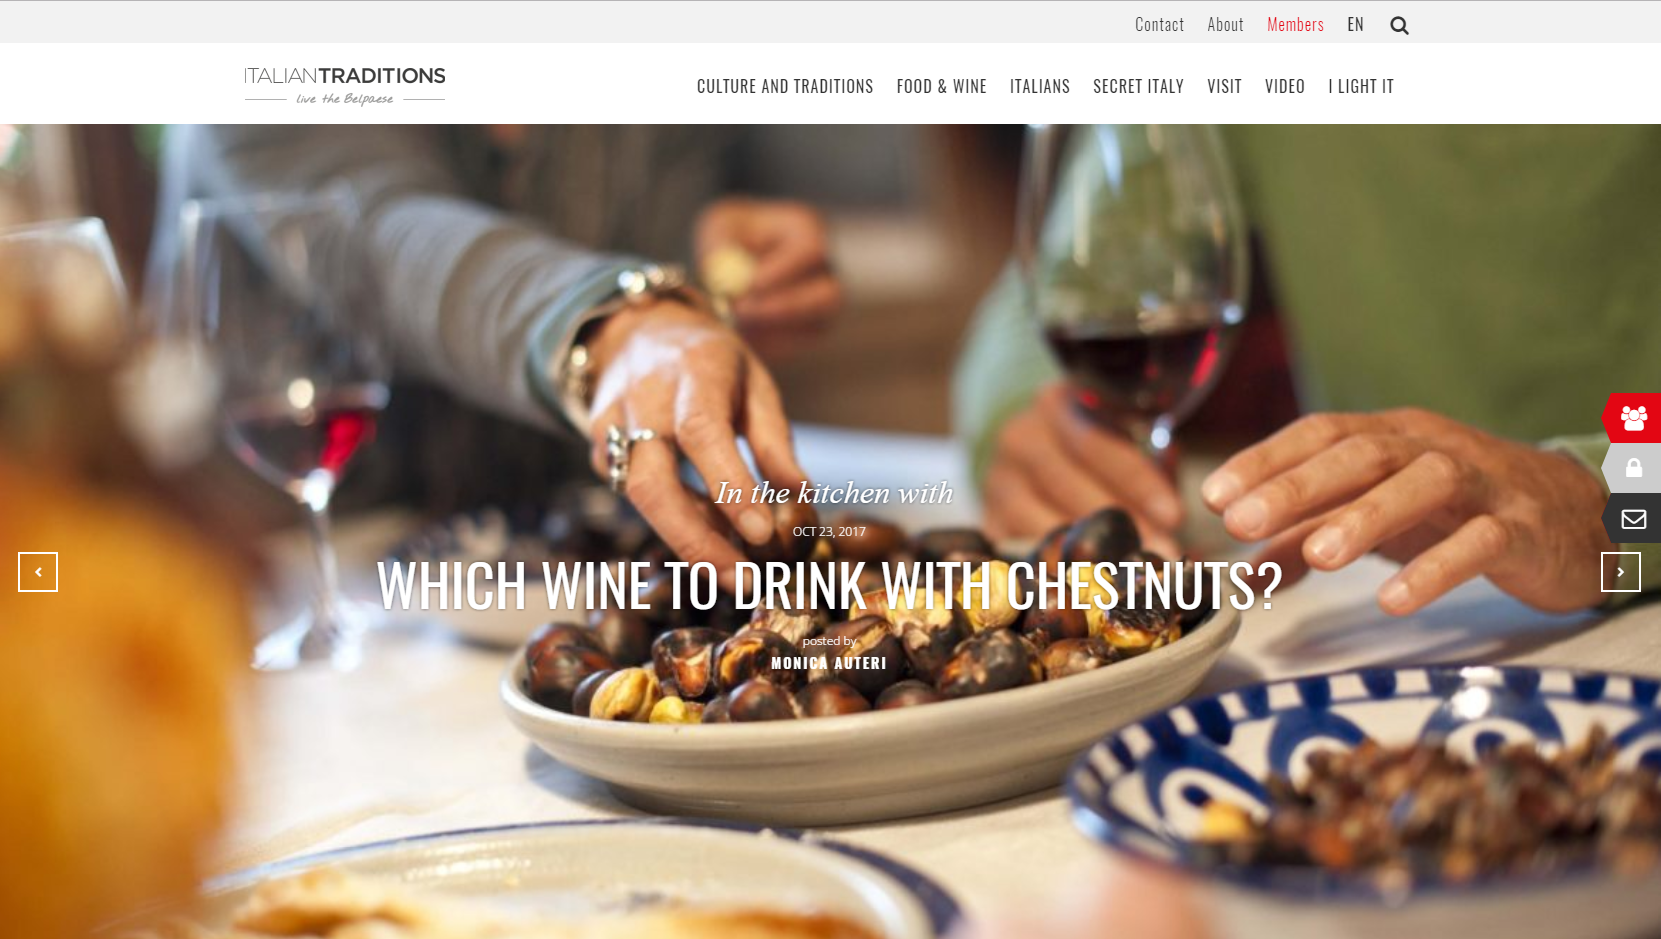 Contact About Members EN
ITALIANTRADITIONS
live the Belpaese
CULTURE AND TRADITIONS FOOD & WINE ITALIANS SECRET ITALY VISIT VIDEO I LIGHT IT
In the kitchen with
OCT 23, 2017
WHICH WINE TO DRINK WITH CHESTNUTS?
posted by
MONICA AUTERI